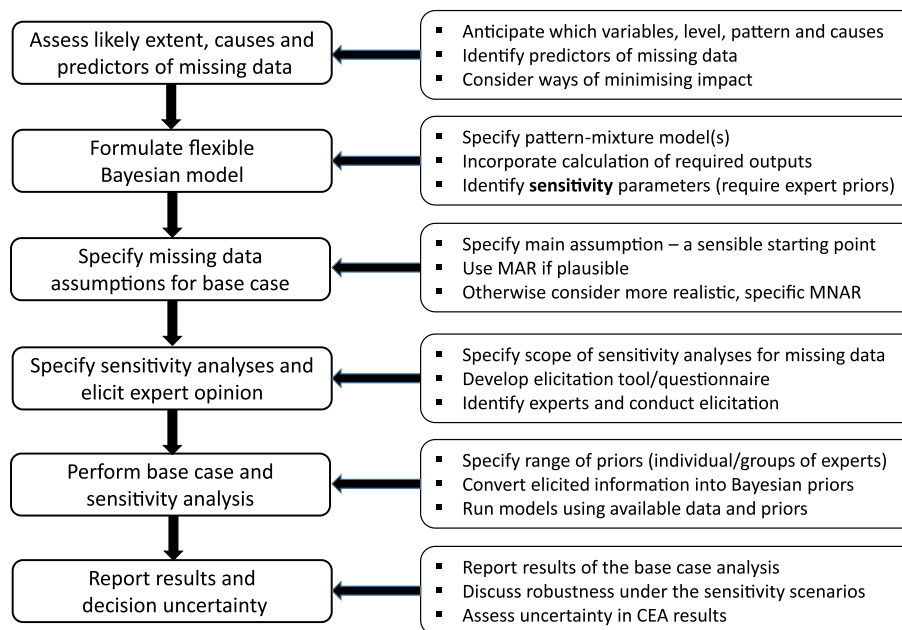 Assess likely extent, causes and
predictors of missing data
▪ Anticipate which variables, level, pattern and causes
▪ Identify predictors of missing data
▪ Consider ways of minimising impact
Formulate flexible
Bayesian model
▪ Specify pattern-mixture model(s)
▪ Incorporate calculation of required outputs
▪ Identify sensitivity parameters (require expert priors)
Specify missing data
assumptions for base case
▪ Specify main assumption – a sensible starting point
▪ Use MAR if plausible
▪ Otherwise consider more realistic, specific MNAR
Specify sensitivity analyses and
elicit expert opinion
▪ Specify scope of sensitivity analyses for missing data
▪ Develop elicitation tool/questionnaire
▪ Identify experts and conduct elicitation
Perform base case and
sensitivity analysis
▪ Specify range of priors (individual/groups of experts)
▪ Convert elicited information into Bayesian priors
▪ Run models using available data and priors
Report results and
decision uncertainty
▪ Report results of the base case analysis
▪ Discuss robustness under the sensitivity scenarios
▪ Assess uncertainty in CEA results